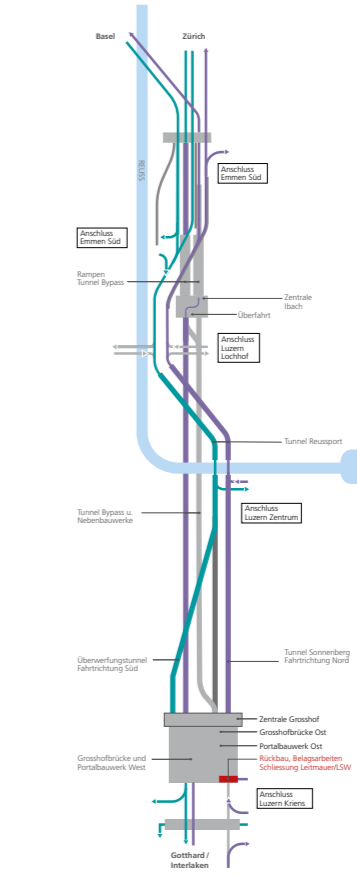 Basel
Zürich
REUSS
Anschluss
Emmen Süd
Anschluss
Emmen Süd
Rampen
Tunnel Bypass
Zentrale
Ibach
Überfahrt
Anschluss
Luzern
Lochhof
Tunnel Reussport
Tunnel Bypass u.
Nebenbauwerke
Anschluss
Luzern Zentrum
Überwerfungstunnel
Fahrtrichtung Süd
Tunnel Sonnenberg
Fahrtrichtung Nord
Zentrale Grosshof
Grosshofbrücke Ost
Portalbauwerk Ost
Grosshofbrücke und
Portalbauwerk West
Rückbau, Belagsarbeiten
Schliessung Leitmauer/LSW
Anschluss
Luzern Kriens
Gotthard /
Interlaken